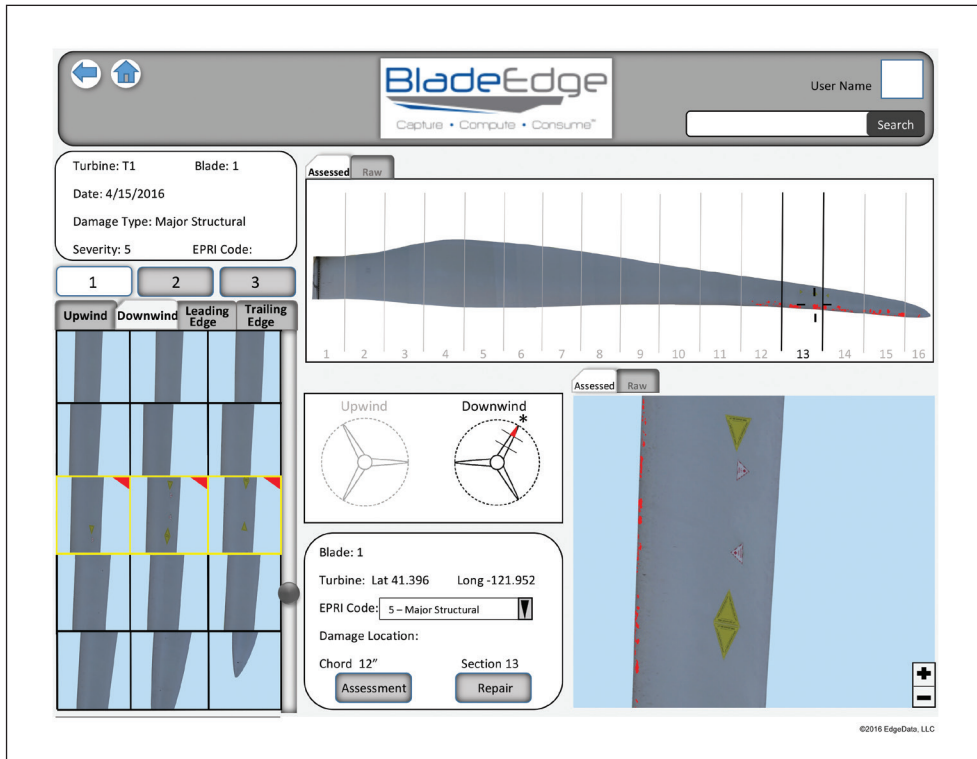 BladeEdge
Capture • Compute • Consume™
User Name
Search
Turbine: T1 Blade: 1
Date: 4/15/2016
Damage Type: Major Structural
Severity: 5 EPRI Code:
1 2 3
Upwind Downwind Leading Edge Trailing Edge
Assessed Raw
1 2 3 4 5 6 7 8 9 10 11 12 13 14 15 16
Upwind Downwind
*
Blade: 1
Turbine: Lat 41.396 Long -121.952
EPRI Code: 5 – Major Structural
Damage Location:
Chord 12" Section 13
Assessment Repair
Assessed Raw
+
−
©2016 EdgeData, LLC